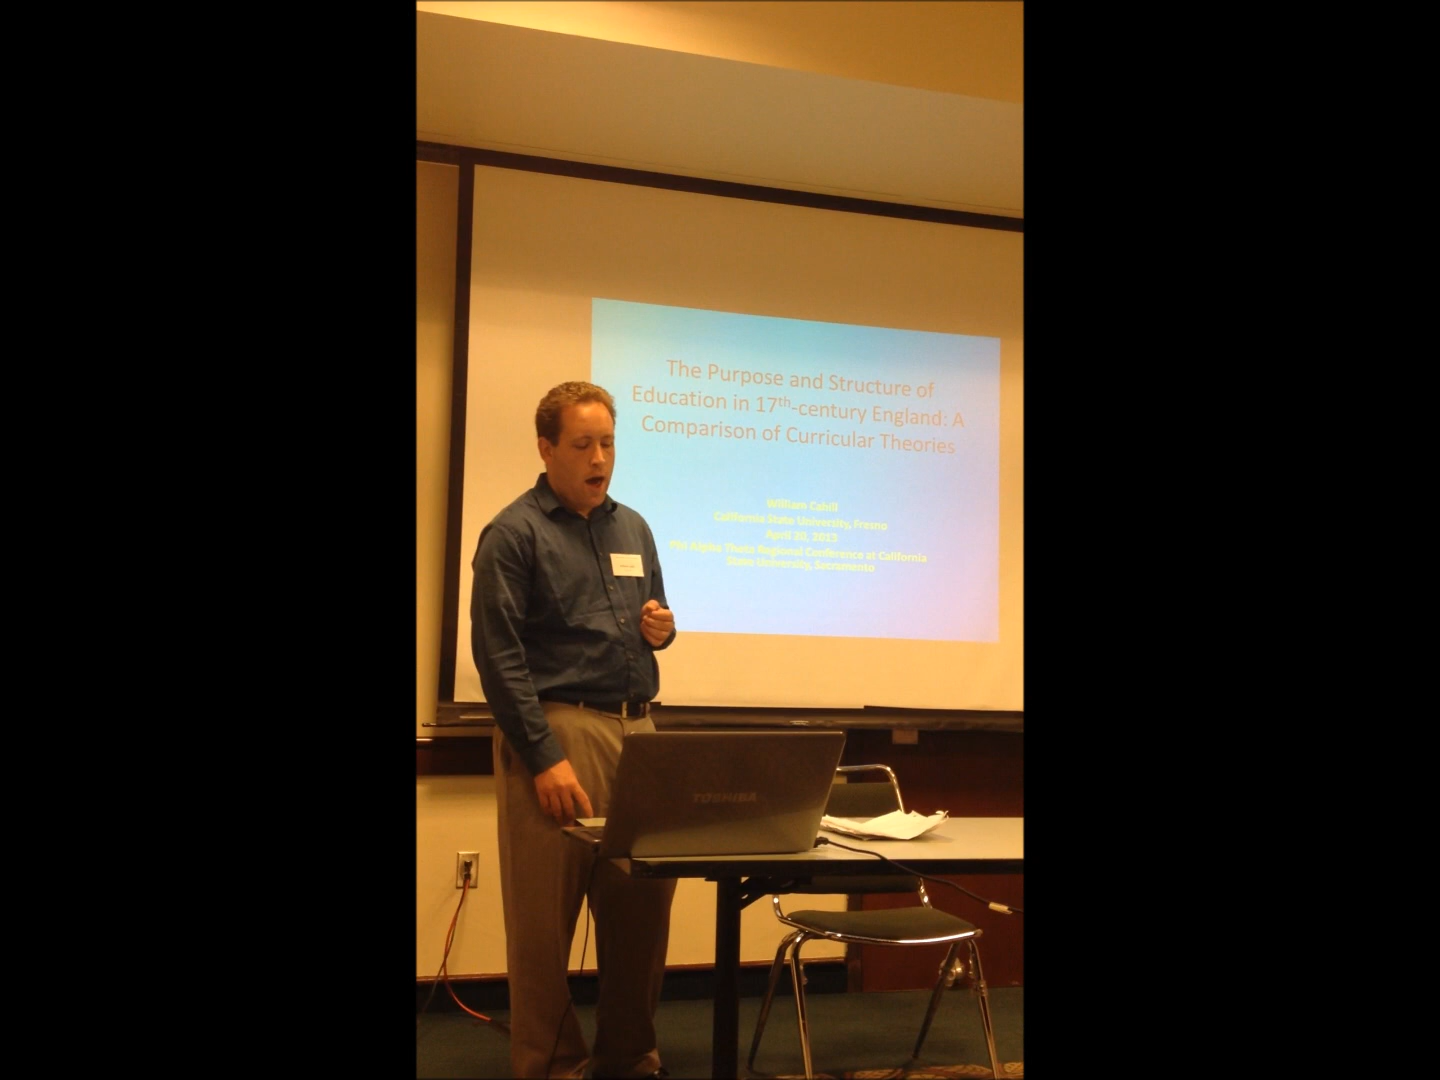 The Purpose and Structure of
Education in 17th-century England: A
Comparison of Curricular Theories
William Cahill
California State University, Fresno
April 20, 2013
Phi Alpha Theta Regional Conference at California
State University, Sacramento
TOSHIBA